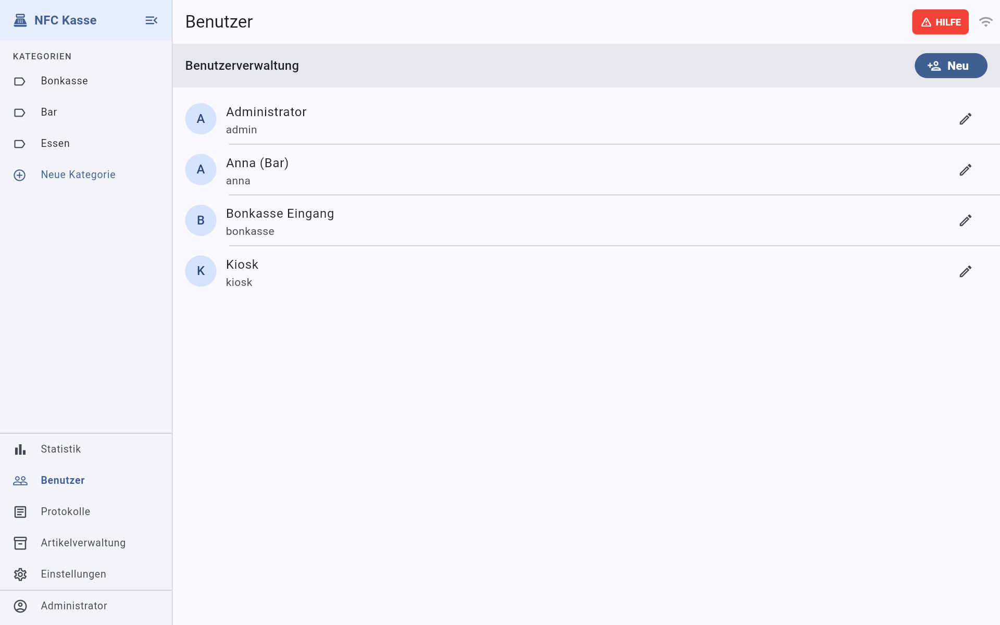 NFC Kasse
KATEGORIEN
Bonkasse
Bar
Essen
Neue Kategorie
Statistik
Benutzer
Protokolle
Artikelverwaltung
Einstellungen
Administrator
Benutzer
HILFE
Benutzerverwaltung
Neu
A
Administrator
admin
A
Anna (Bar)
anna
B
Bonkasse Eingang
bonkasse
K
Kiosk
kiosk